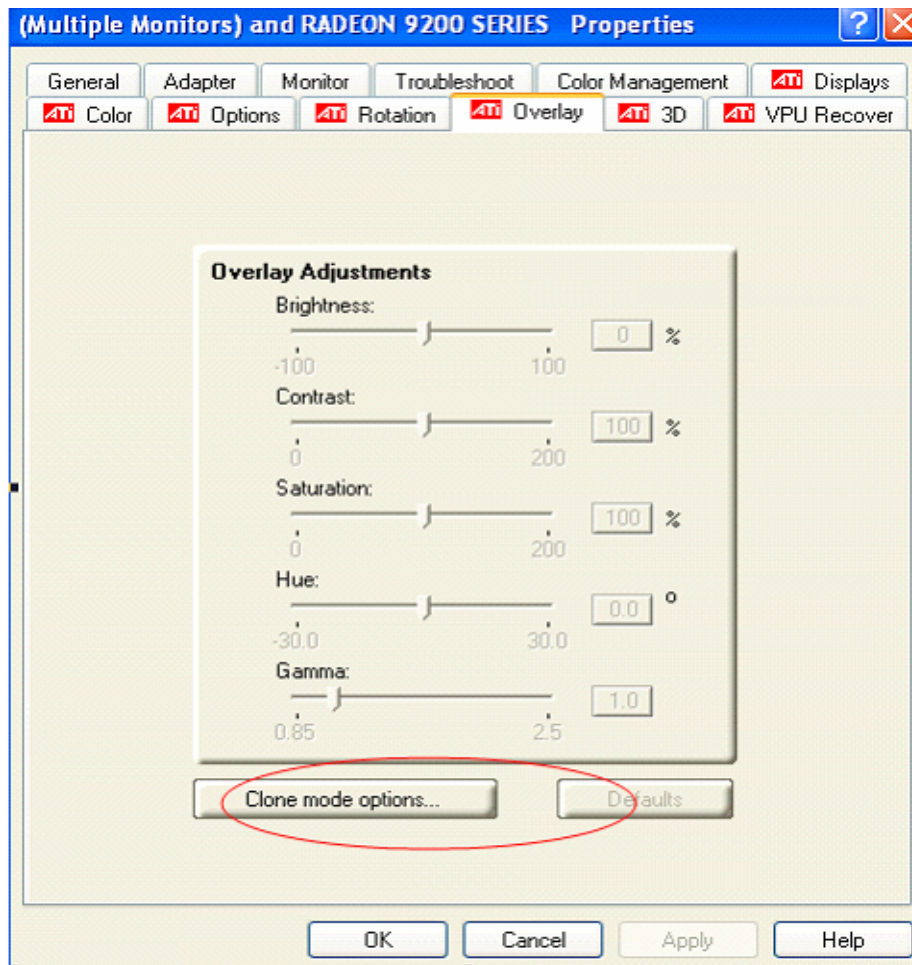 (Multiple Monitors) and RADEON 9200 SERIES Properties
General Adapter Monitor Troubleshoot Color Management ATI Displays
ATI Color ATI Options ATI Rotation ATI Overlay ATI 3D ATI VPU Recover
Overlay Adjustments
Brightness:
0 %
-100 100
Contrast:
100 %
0 200
Saturation:
100 %
0 200
Hue:
0.0 °
-30.0 30.0
Gamma:
1.0
0.85 2.5
Clone mode options... Defaults
OK Cancel Apply Help